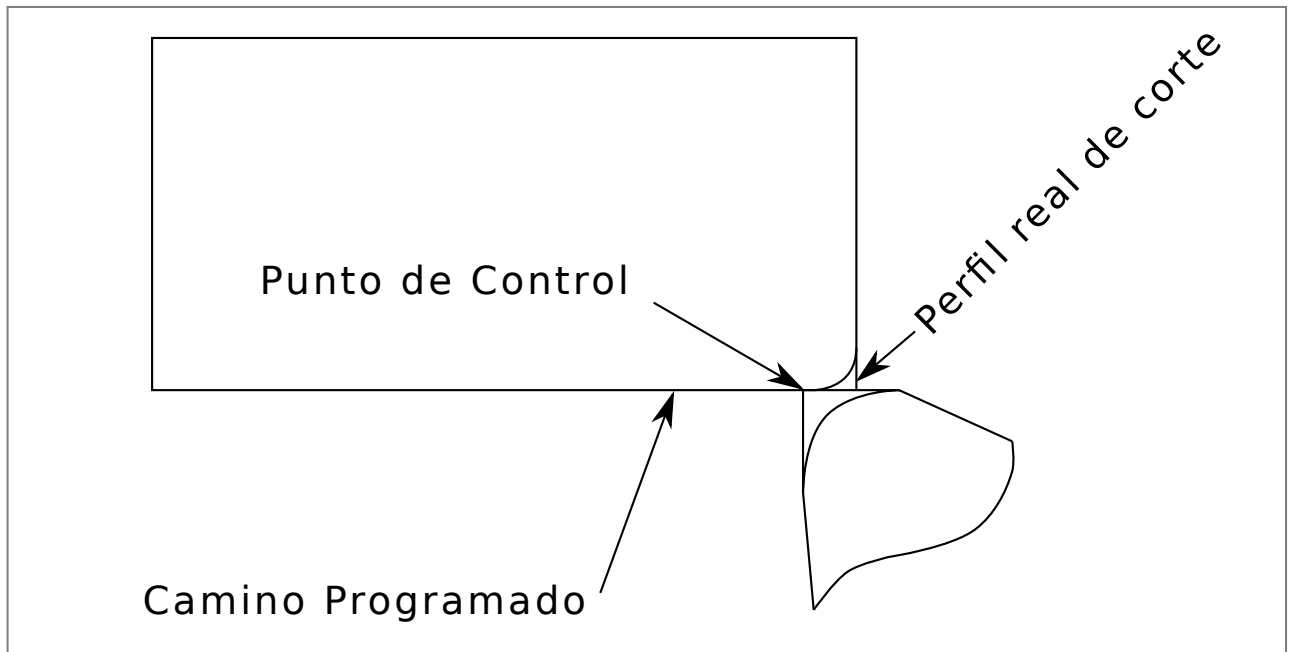 Perfil real de corte
Punto de Control
Camino Programado